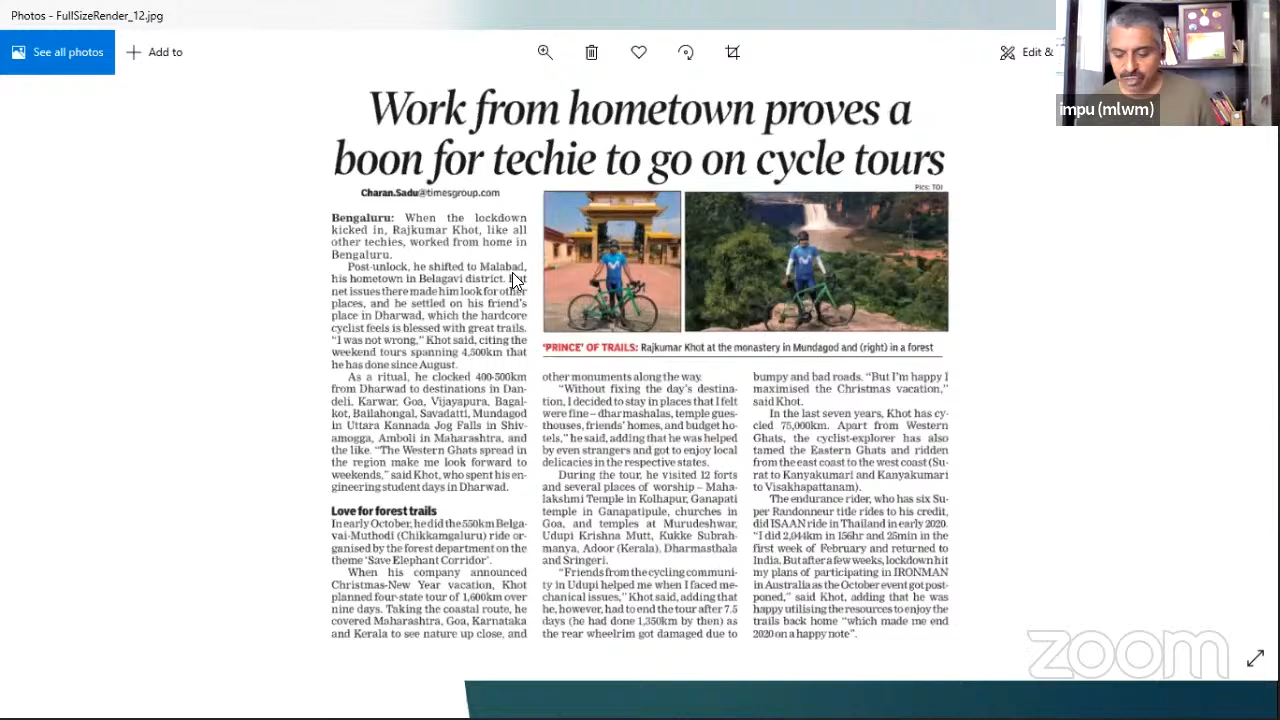 Photos - FullSizeRender_12.jpg
See all photos
Add to
Edit &
impu (mlwm)
Work from hometown proves a
boon for techie to go on cycle tours
Charan.Sadu@timesgroup.com
Pics: TOI
Bengaluru: When the lockdown
kicked in, Rajkumar Khot, like all
other techies, worked from home in
Bengaluru.
Post-unlock, he shifted to Malabad,
his hometown in Belagavi district.
net issues there made him look for other
places, and he settled on his friend's
place in Dharwad, which the hardcore
cyclist feels is blessed with great trails.
"I was not wrong," Khot said, citing the
weekend tours spanning 4,500km that
he has done since August.
As a ritual, he clocked 400-500km
from Dharwad to destinations in Dan-
deli, Karwar, Goa, Vijayapura, Bagal-
kot, Bailahongal, Savadatti, Mundagod
in Uttara Kannada Jog Falls in Shiv-
amogga, Amboli in Maharashtra, and
the like. "The Western Ghats spread in
the region make me look forward to
weekends," said Khot, who spent his en-
gineering student days in Dharwad.
Love for forest trails
In early October, he did the 550km Belga-
vai-Muthodi (Chikkamgaluru) ride or-
ganised by the forest department on the
theme 'Save Elephant Corridor'.
When his company announced
Christmas-New Year vacation, Khot
planned four-state tour of 1,600km over
nine days. Taking the coastal route, he
covered Maharashtra, Goa, Karnataka
and Kerala to see nature up close, and
'PRINCE' OF TRAILS: Rajkumar Khot at the monastery in Mundagod and (right) in a forest
other monuments along the way.
"Without fixing the day's destina-
tion, I decided to stay in places that I felt
were fine – dharmashalas, temple gues-
thouses, friends' homes, and budget ho-
tels," he said, adding that he was helped
by even strangers and got to enjoy local
delicacies in the respective states.
During the tour, he visited 12 forts
and several places of worship – Maha-
lakshmi Temple in Kolhapur, Ganapati
temple in Ganapatipule, churches in
Goa, and temples at Murudeshwar,
Udupi Krishna Mutt, Kukke Subrah-
manya, Adoor (Kerala), Dharmasthala
and Sringeri.
"Friends from the cycling communi-
ty in Udupi helped me when I faced me-
chanical issues," Khot said, adding that
he, however, had to end the tour after 7.5
days (he had done 1,350km by then) as
the rear wheelrim got damaged due to
bumpy and bad roads. "But I'm happy I
maximised the Christmas vacation,"
said Khot.
In the last seven years, Khot has cy-
cled 75,000km. Apart from Western
Ghats, the cyclist-explorer has also
tamed the Eastern Ghats and ridden
from the east coast to the west coast (Su-
rat to Kanyakumari and Kanyakumari
to Visakhapattanam).
The endurance rider, who has six Su-
per Randonneur title rides to his credit,
did ISAAN ride in Thailand in early 2020.
"I did 2,044km in 156hr and 25min in the
first week of February and returned to
India. But after a few weeks, lockdown hit
my plans of participating in IRONMAN
in Australia as the October event got post-
poned," said Khot, adding that he was
happy utilising the resources to enjoy the
trails back home "which made me end
2020 on a happy note".
zoom